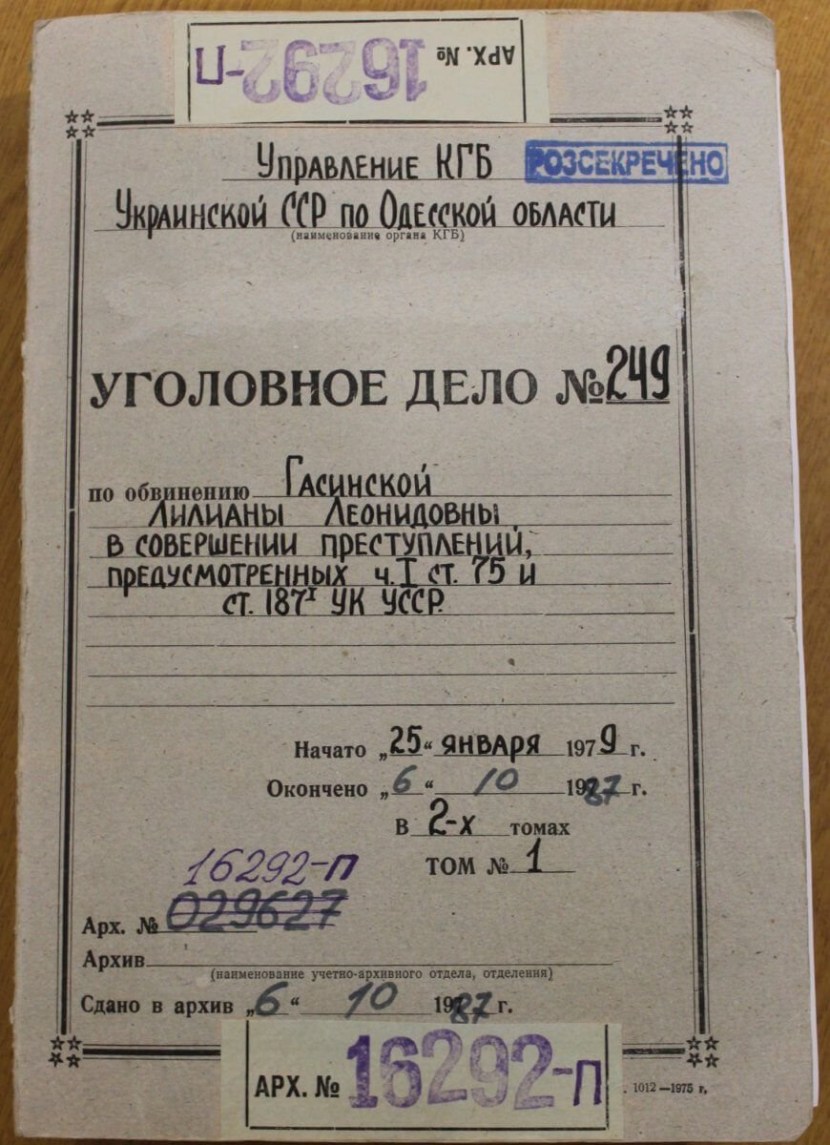 АРХ. № 16292-П
Управление КГБ РОЗСЕКРЕЧЕНО
Украинской ССР по Одесской области
(наименование органа КГБ)
УГОЛОВНОЕ ДЕЛО № 249
по обвинению Гасинской
Лилианы Леонидовны
в совершении преступлений,
предусмотренных ч. I ст. 75 и
ст. 187I УК УССР.
Начато „25“ января 1979 г.
Окончено „6“ 10 1987 г.
В 2-х томах
ТОМ № 1
16292-П
Арх. № 029627
Архив
(наименование учетно-архивного отдела, отделения)
Сдано в архив „6“ 10 1987 г.
АРХ. № 16292-П
1012—1975 г.